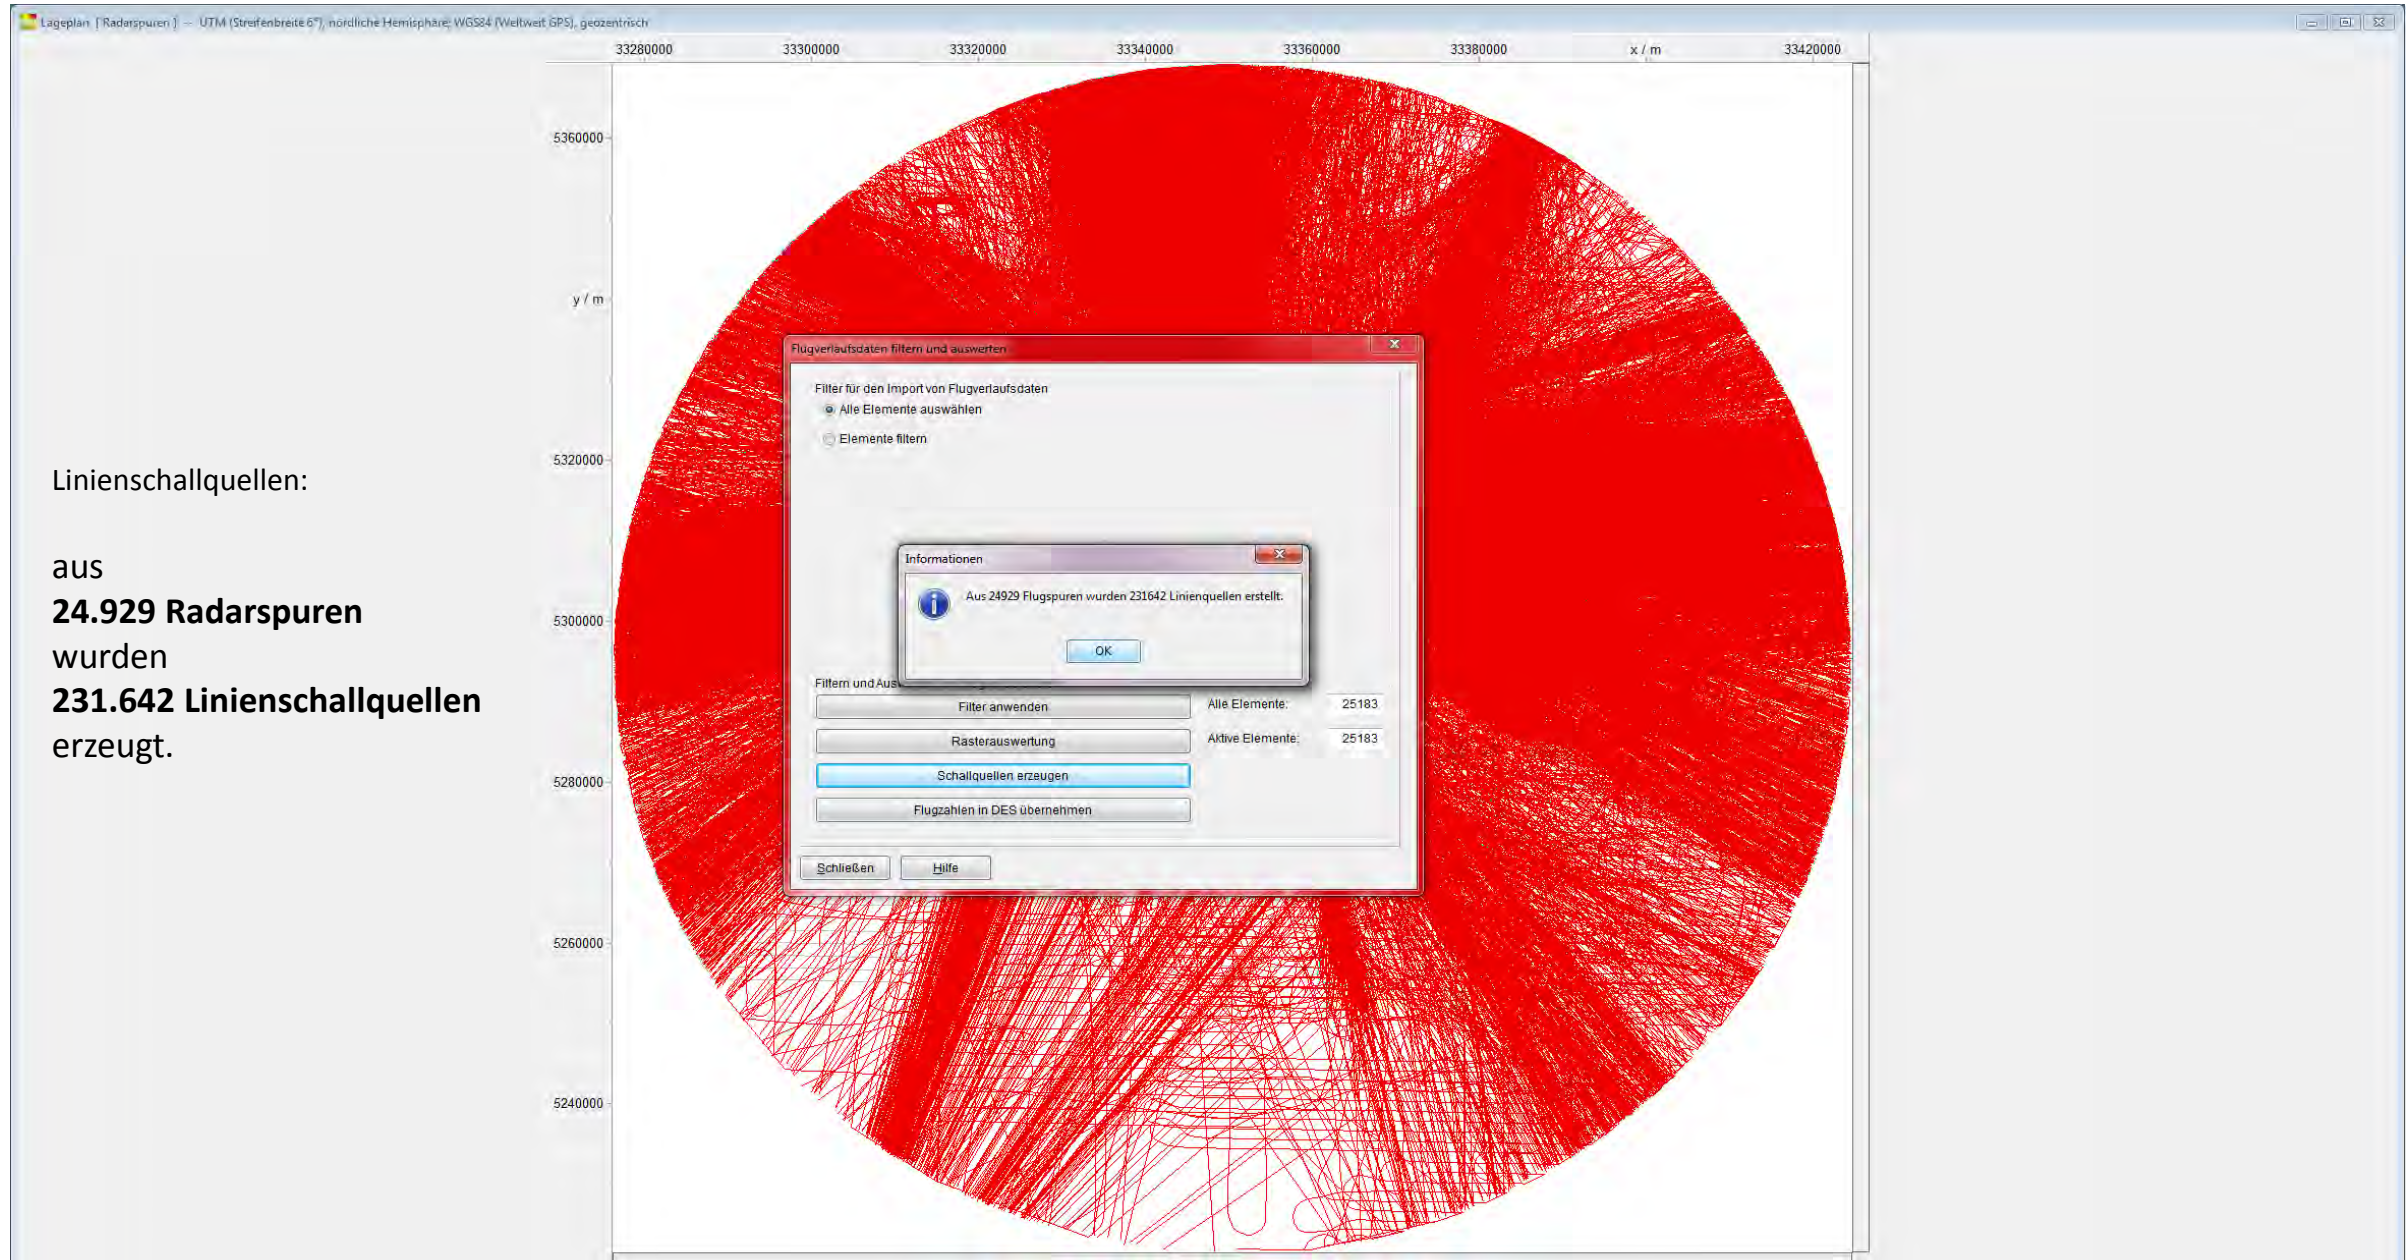 Lageplan [ Radarspuren ] -- UTM (Streifenbreite 6°), nördliche Hemisphäre; WGS84 (Weltweit GPS), geozentrisch
33280000 33300000 33320000 33340000 33360000 33380000 x / m 33420000
5360000
y / m
5320000
5300000
5280000
5260000
5240000
Linienschallquellen:
aus
24.929 Radarspuren
wurden
231.642 Linienschallquellen
erzeugt.
Flugverlaufsdaten filtern und auswerten
Filter für den Import von Flugverlaufsdaten
Alle Elemente auswählen
Elemente filtern
Informationen
Aus 24929 Flugspuren wurden 231642 Linienquellen erstellt.
OK
Filtern und Aus
Filter anwenden
Alle Elemente: 25183
Rasterauswertung
Aktive Elemente: 25183
Schallquellen erzeugen
Flugzahlen in DES übernehmen
Schließen
Hilfe